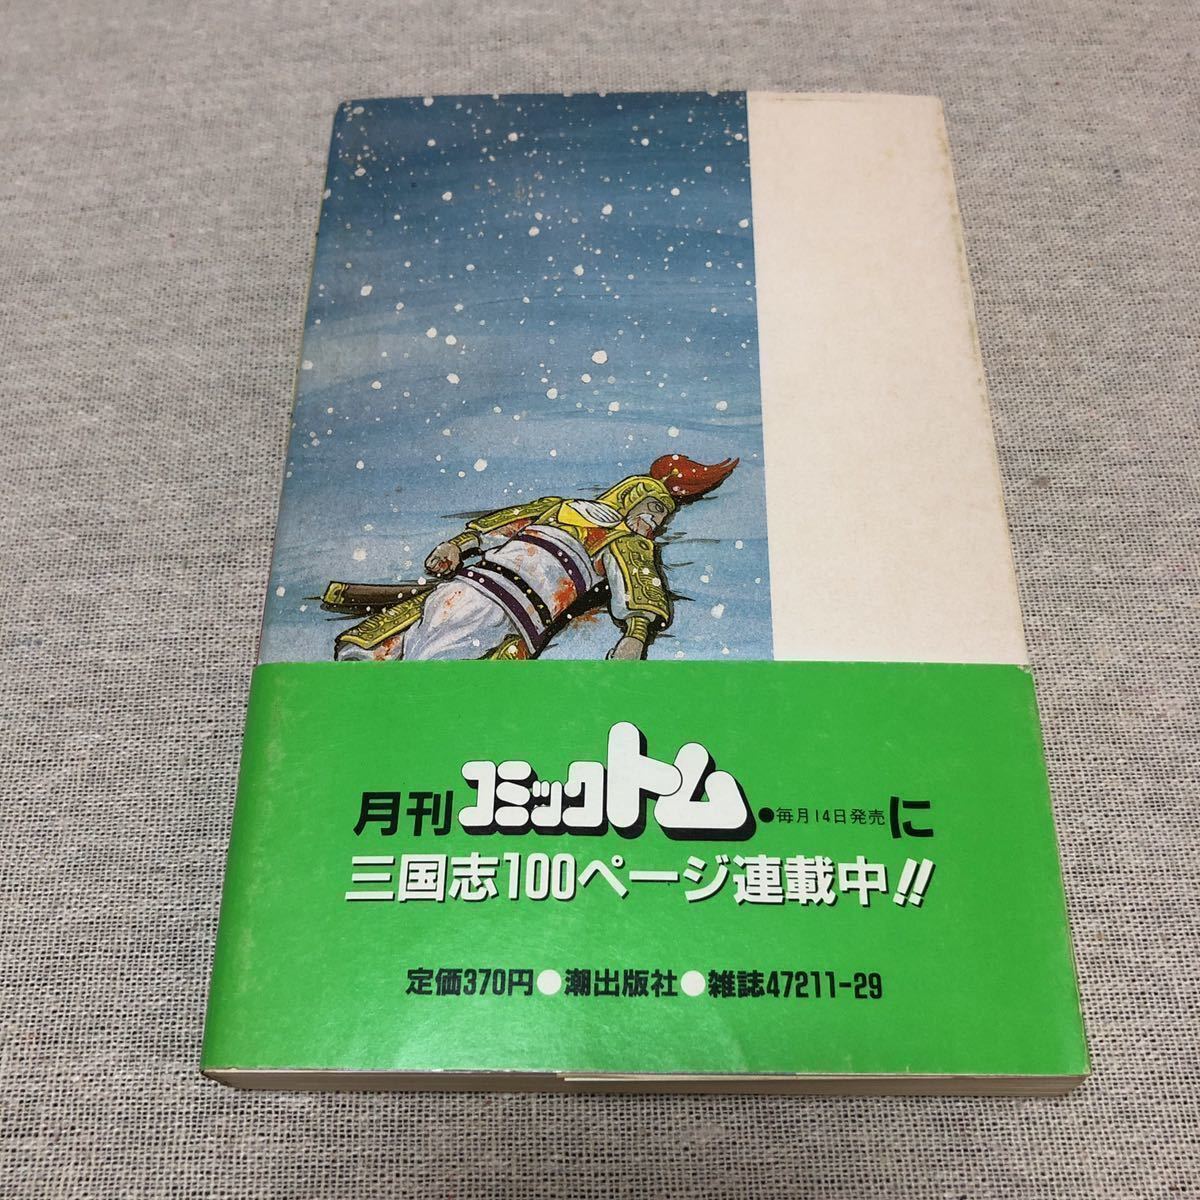 月刊コミックトム●毎月14日発売に
三国志100ページ連載中!!
定価370円●潮出版社●雑誌47211-29